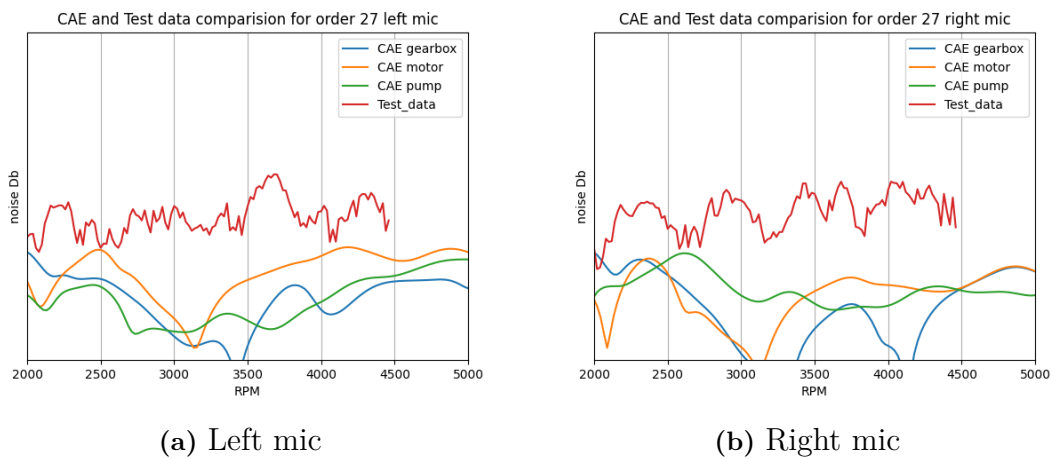 CAE and Test data comparision for order 27 left mic
CAE gearbox
CAE motor
CAE pump
Test_data
noise Db
2000 2500 3000 3500 4000 4500 5000
RPM
(a) Left mic
CAE and Test data comparision for order 27 right mic
CAE gearbox
CAE motor
CAE pump
Test_data
noise Db
2000 2500 3000 3500 4000 4500 5000
RPM
(b) Right mic